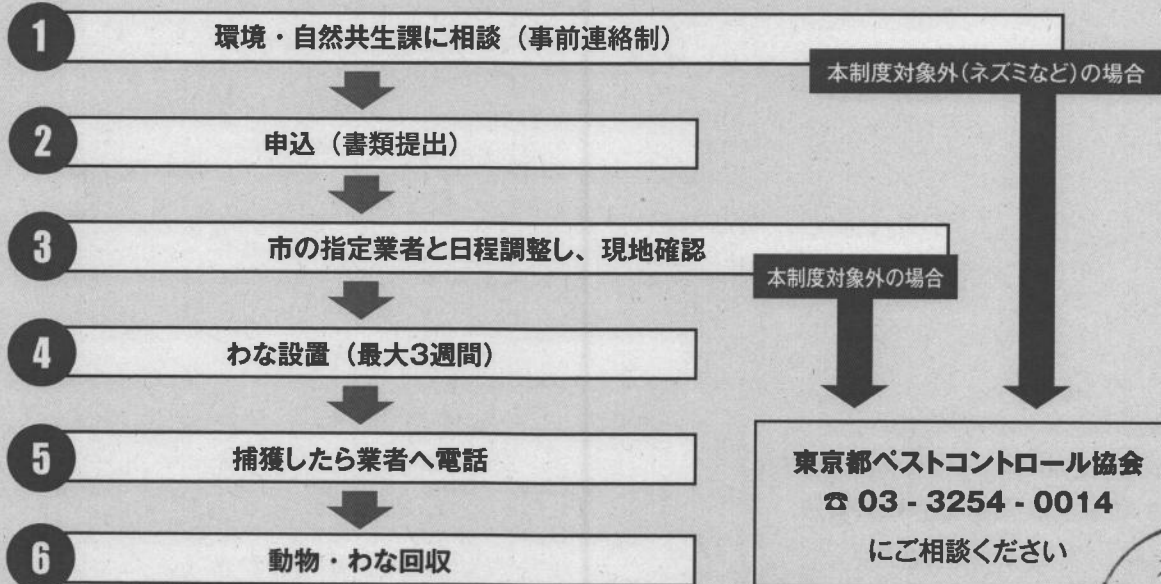 1 環境・自然共生課に相談（事前連絡制）
本制度対象外（ネズミなど）の場合
2 申込（書類提出）
3 市の指定業者と日程調整し、現地確認
本制度対象外の場合
4 わな設置（最大3週間）
5 捕獲したら業者へ電話
6 動物・わな回収
東京都ペストコントロール協会
☎ 03 - 3254 - 0014
にご相談ください